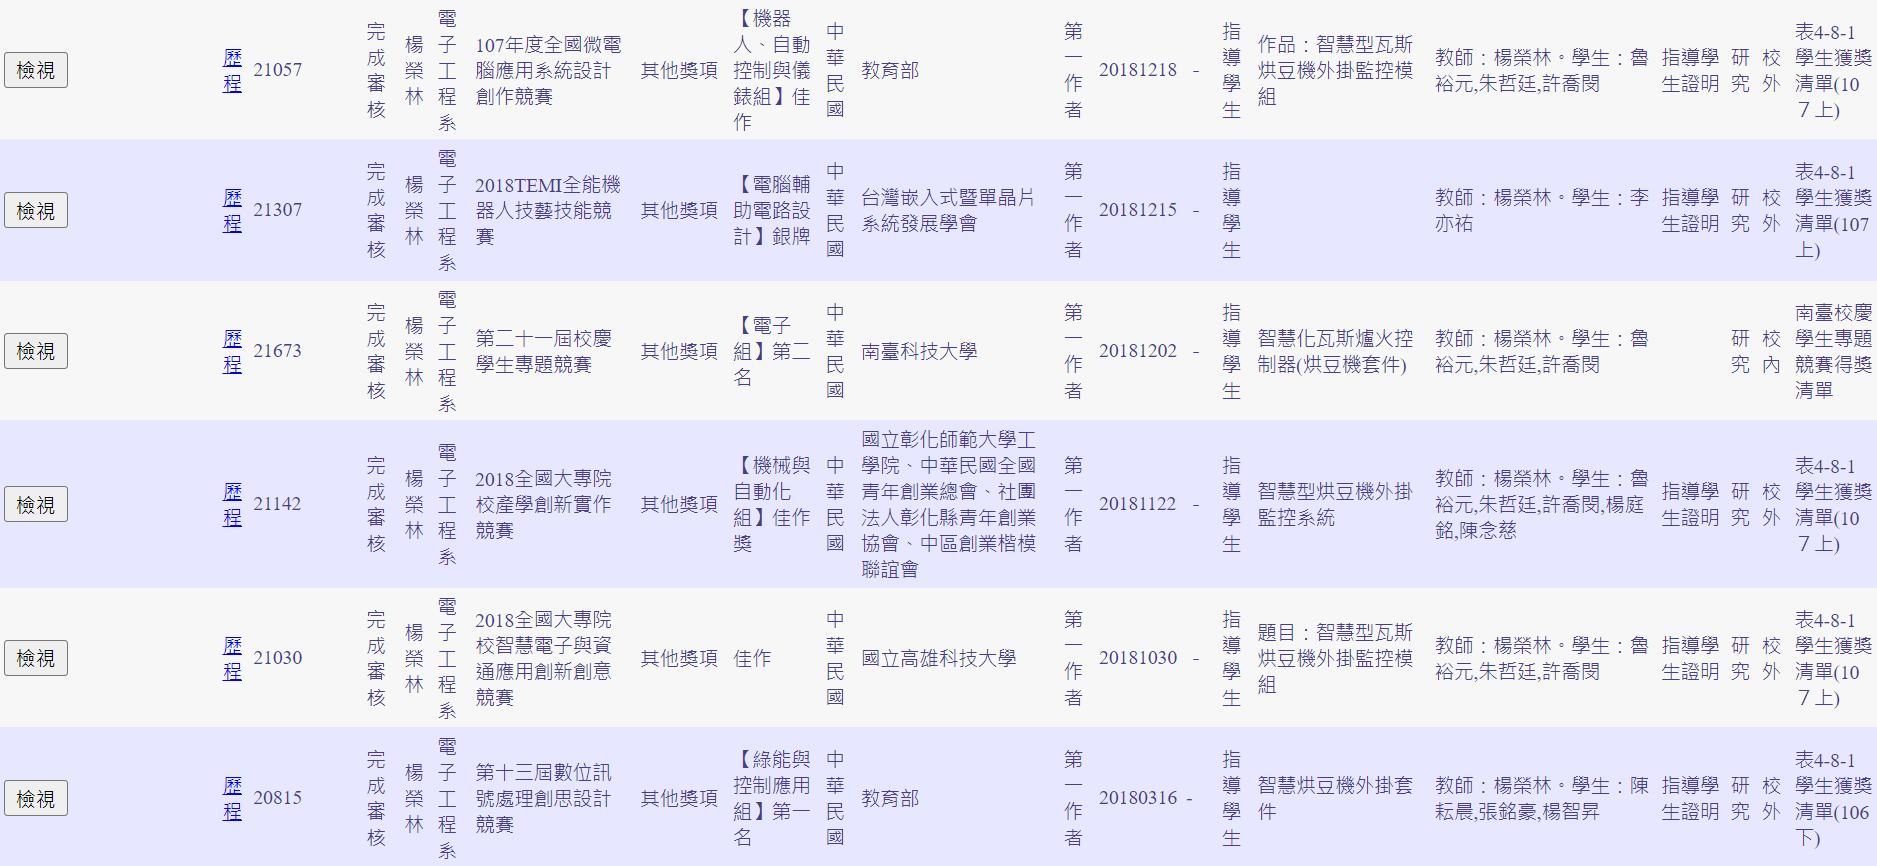 檢視
歷程
21057
完成審核
楊榮林
電子工程系
107年度全國微電
腦應用系統設計
創作競賽
其他獎項
【機器
人、自動
控制與儀
錶組】佳
作
中華民國
教育部
第一作者
20181218
-
指導學生
作品：智慧型瓦斯
烘豆機外掛監控模
組
教師：楊榮林。學生：魯
裕元,朱哲廷,許喬閔
指導學
生證明
研究
校外
表4-8-1
學生獲獎
清單(10
７上)
檢視
歷程
21307
完成審核
楊榮林
電子工程系
2018TEMI全能機
器人技藝技能競
賽
其他獎項
【電腦輔
助電路設
計】銀牌
中華民國
台灣嵌入式暨單晶片
系統發展學會
第一作者
20181215
-
指導學生
教師：楊榮林。學生：李
亦祐
指導學
生證明
研究
校外
表4-8-1
學生獲獎
清單(107
上)
檢視
歷程
21673
完成審核
楊榮林
電子工程系
第二十一屆校慶
學生專題競賽
其他獎項
【電子
組】第二
名
中華民國
南臺科技大學
第一作者
20181202
-
指導學生
智慧化瓦斯爐火控
制器(烘豆機套件)
教師：楊榮林。學生：魯
裕元,朱哲廷,許喬閔
研究
校內
南臺校慶
學生專題
競賽得獎
清單
檢視
歷程
21142
完成審核
楊榮林
電子工程系
2018全國大專院
校產學創新實作
競賽
其他獎項
【機械與
自動化
組】佳作
獎
中華民國
國立彰化師範大學工
學院、中華民國全國
青年創業總會、社團
法人彰化縣青年創業
協會、中區創業楷模
聯誼會
第一作者
20181122
-
指導學生
智慧型烘豆機外掛
監控系統
教師：楊榮林。學生：魯
裕元,朱哲廷,許喬閔,楊庭
銘,陳念慈
指導學
生證明
研究
校外
表4-8-1
學生獲獎
清單(10
７上)
檢視
歷程
21030
完成審核
楊榮林
電子工程系
2018全國大專院
校智慧電子與資
通應用創新創意
競賽
其他獎項
佳作
中華民國
國立高雄科技大學
第一作者
20181030
-
指導學生
題目：智慧型瓦斯
烘豆機外掛監控模
組
教師：楊榮林。學生：魯
裕元,朱哲廷,許喬閔
指導學
生證明
研究
校外
表4-8-1
學生獲獎
清單(10
７上)
檢視
歷程
20815
完成審核
楊榮林
電子工程系
第十三屆數位訊
號處理創思設計
競賽
其他獎項
【綠能與
控制應用
組】第一
名
中華民國
教育部
第一作者
20180316
-
指導學生
智慧烘豆機外掛套
件
教師：楊榮林。學生：陳
耘晨,張銘豪,楊智昇
指導學
生證明
研究
校外
表4-8-1
學生獲獎
清單(106
下)